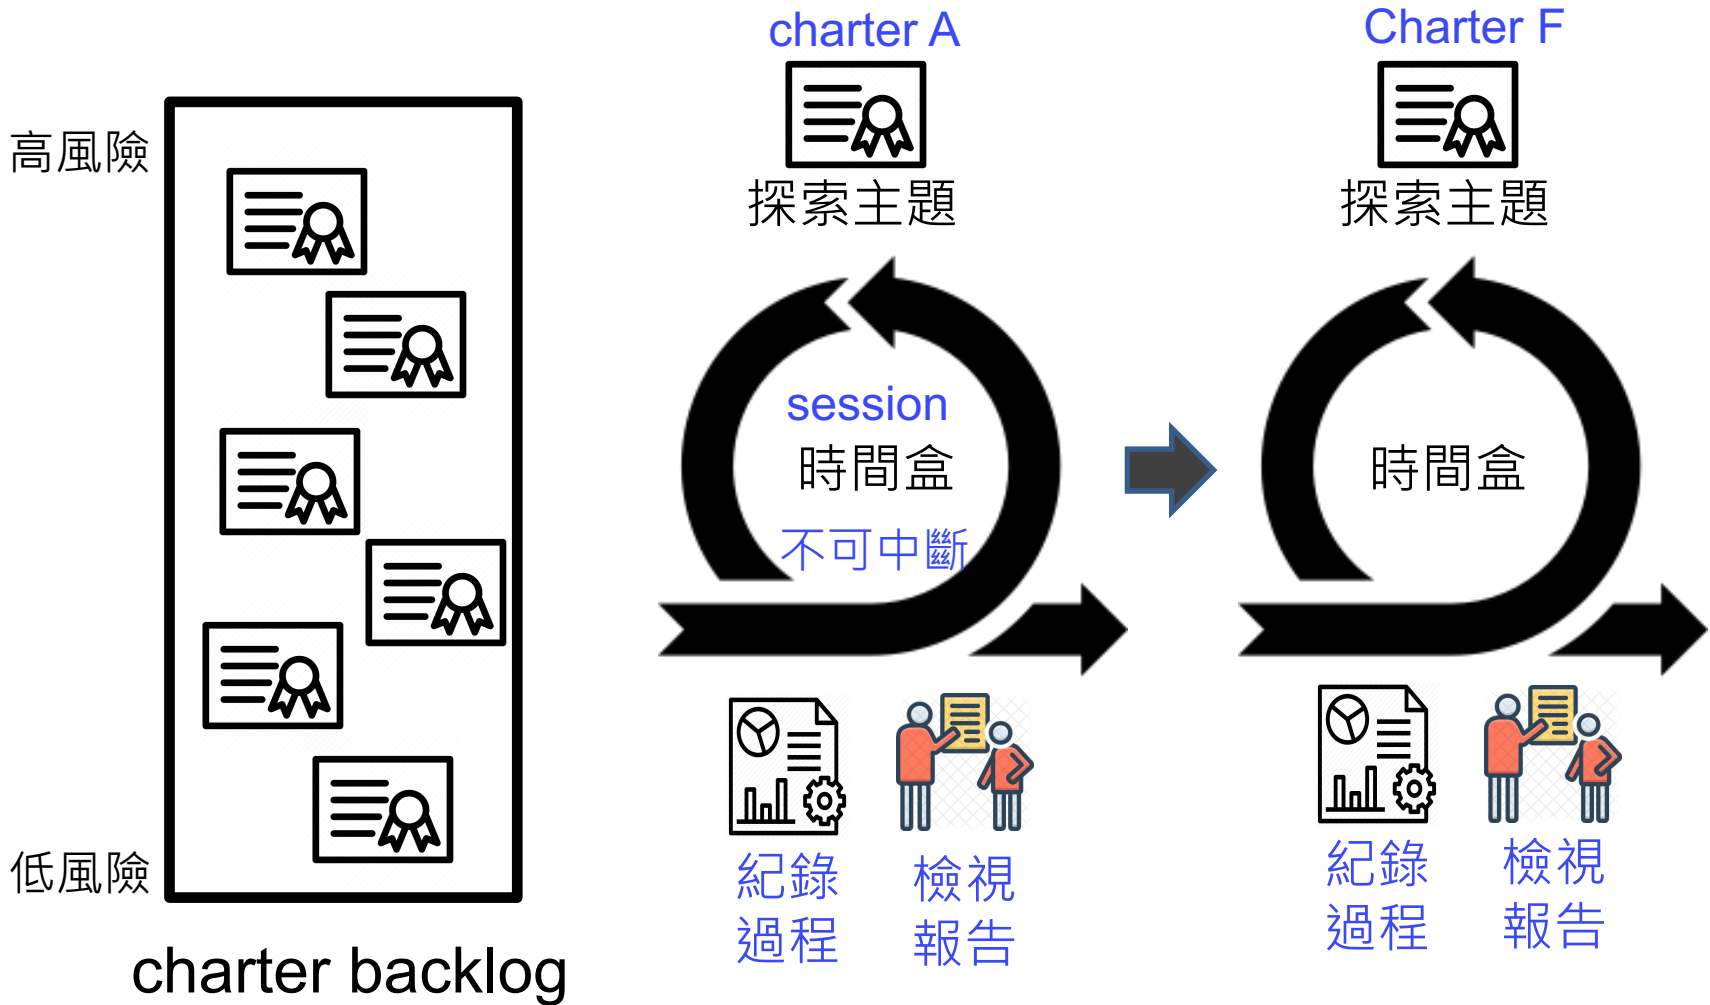 高風險
低風險
charter backlog
charter A
探索主題
session
時間盒
不可中斷
紀錄
過程
檢視
報告
Charter F
探索主題
時間盒
紀錄
過程
檢視
報告